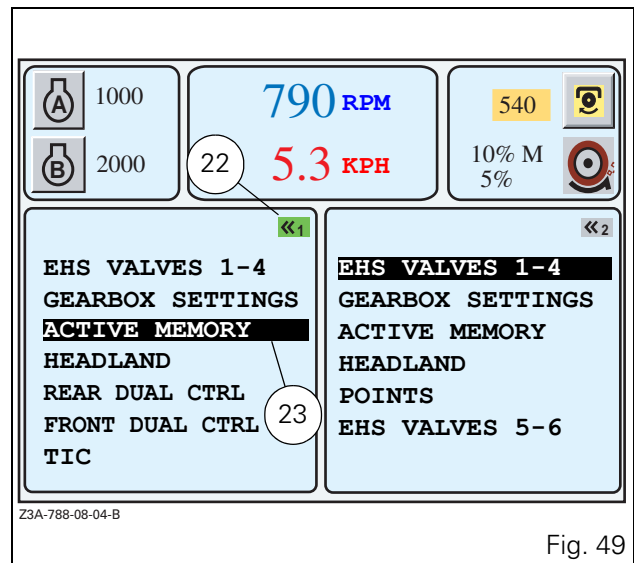 A 1000
B 2000
790 RPM
5.3 KPH
540
10% M
5%
22
«1
EHS VALVES 1-4
GEARBOX SETTINGS
ACTIVE MEMORY
HEADLAND
REAR DUAL CTRL
FRONT DUAL CTRL
TIC
23
«2
EHS VALVES 1-4
GEARBOX SETTINGS
ACTIVE MEMORY
HEADLAND
POINTS
EHS VALVES 5-6
Z3A-788-08-04-B
Fig. 49